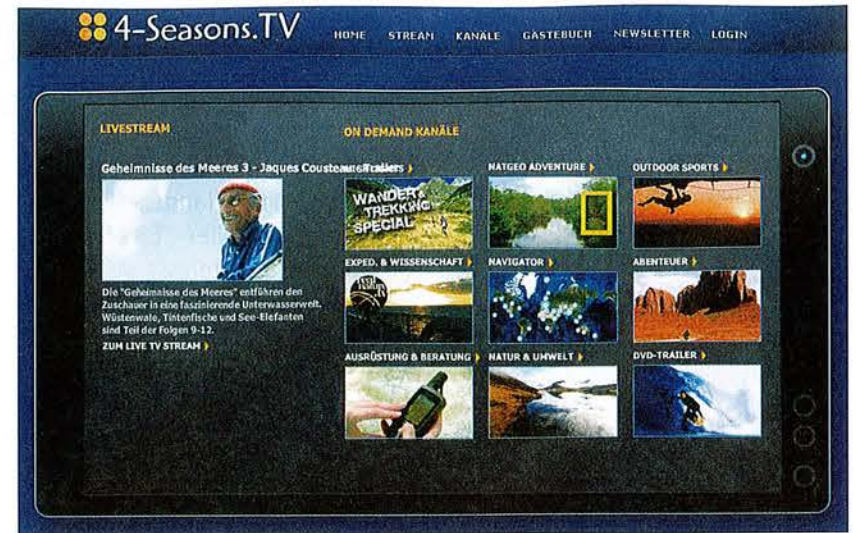 4-Seasons.TV
HOME STREAM KANÄLE GÄSTEBUCH NEWSLETTER LOGIN
LIVESTREAM
Geheimnisse des Meeres 3 - Jaques Cousteau
Die "Geheimnisse des Meeres" entführen den
Zuschauer in eine faszinierende Unterwasserwelt.
Wüstenwale, Tintenfische und See-Elefanten
sind Teil der Folgen 9-12.
ZUM LIVE TV STREAM
ON DEMAND KANÄLE
NATGEO ADVENTURE OUTDOOR SPORTS
WANDER&
TREKKING
SPECIAL
EXPED. & WISSENSCHAFT NAVIGATOR ABENTEUER
AUSRÜSTUNG & BERATUNG NATUR & UMWELT DVD-TRAILER